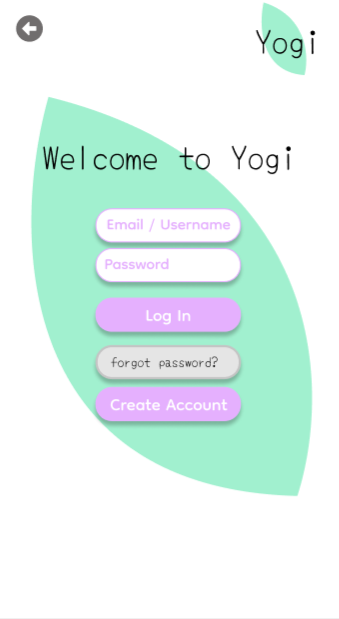 Yogi
Welcome to Yogi
Email / Username
Password
Log In
forgot password?
Create Account